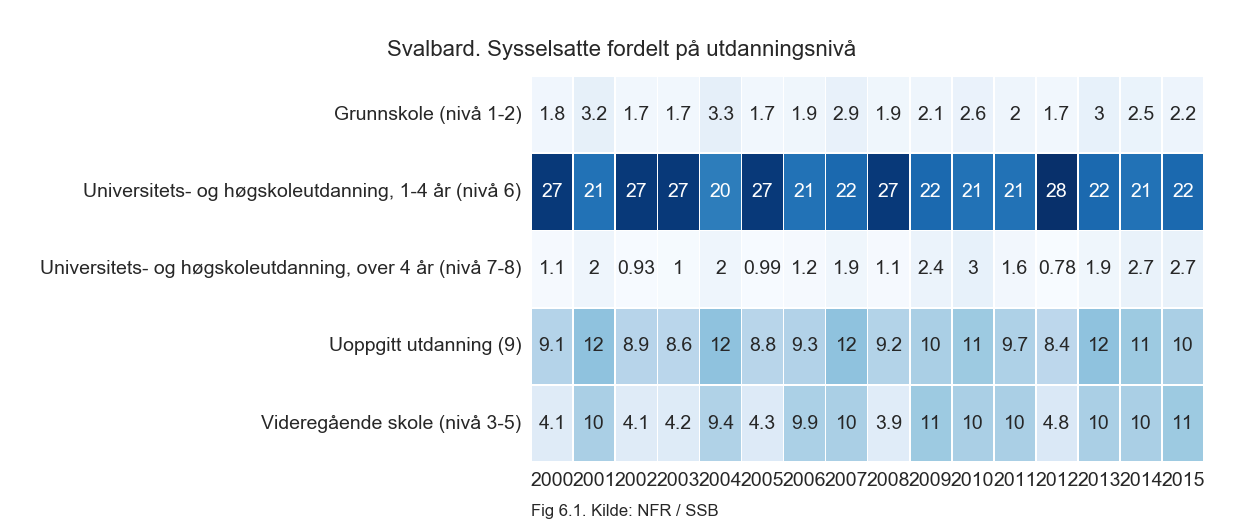 Svalbard. Sysselsatte fordelt på utdanningsnivå
Grunnskole (nivå 1-2) 1.8 3.2 1.7 1.7 3.3 1.7 1.9 2.9 1.9 2.1 2.6 2 1.7 3 2.5 2.2
Universitets- og høgskoleutdanning, 1-4 år (nivå 6) 27 21 27 27 20 27 21 22 27 22 21 21 28 22 21 22
Universitets- og høgskoleutdanning, over 4 år (nivå 7-8) 1.1 2 0.93 1 2 0.99 1.2 1.9 1.1 2.4 3 1.6 0.78 1.9 2.7 2.7
Uoppgitt utdanning (9) 9.1 12 8.9 8.6 12 8.8 9.3 12 9.2 10 11 9.7 8.4 12 11 10
Videregående skole (nivå 3-5) 4.1 10 4.1 4.2 9.4 4.3 9.9 10 3.9 11 10 10 4.8 10 10 11
2000 2001 2002 2003 2004 2005 2006 2007 2008 2009 2010 2011 2012 2013 2014 2015
Fig 6.1. Kilde: NFR / SSB